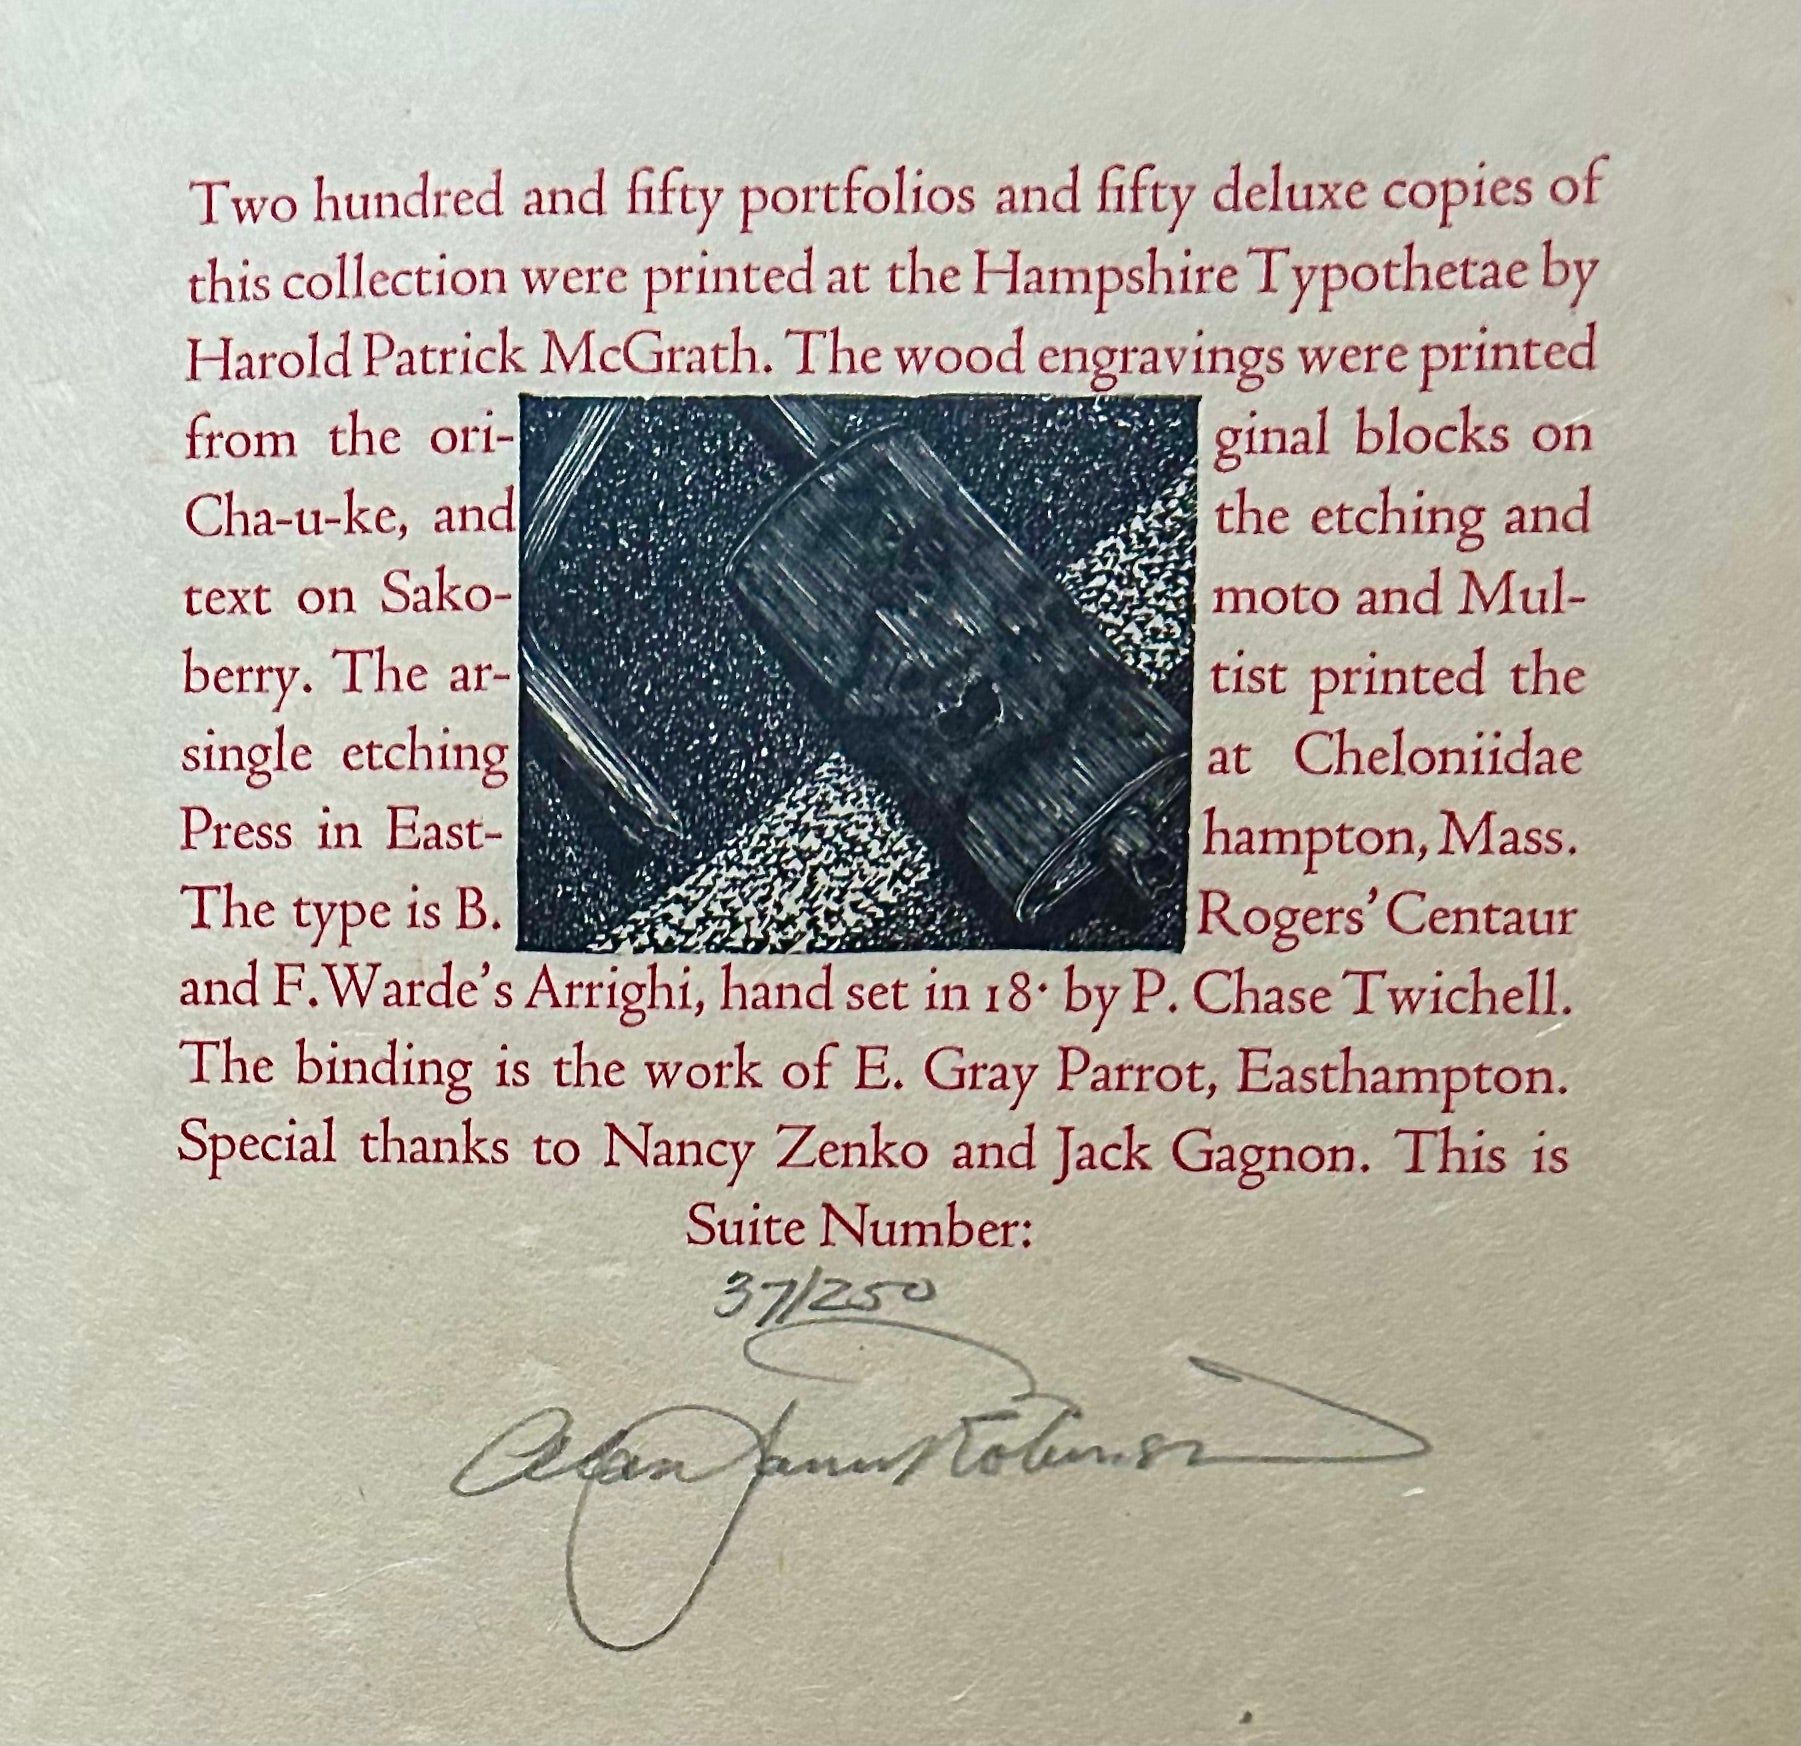 Two hundred and fifty portfolios and fifty deluxe copies of
this collection were printed at the Hampshire Typothetae by
Harold Patrick McGrath. The wood engravings were printed
from the ori- ginal blocks on
Cha-u-ke, and the etching and
text on Sako- moto and Mul-
berry. The ar- tist printed the
single etching at Cheloniidae
Press in East- hampton, Mass.
The type is B. Rogers' Centaur
and F. Warde's Arrighi, hand set in 18· by P. Chase Twichell.
The binding is the work of E. Gray Parrot, Easthampton.
Special thanks to Nancy Zenko and Jack Gagnon. This is
Suite Number:
37/250
Alan James Robinson